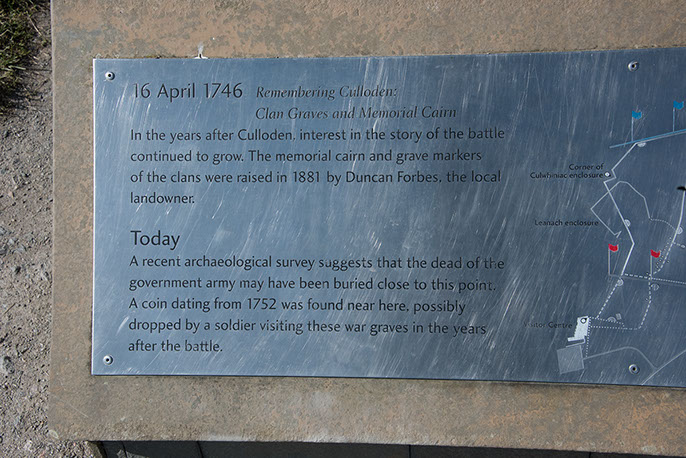 16 April 1746 Remembering Culloden:
Clan Graves and Memorial Cairn
In the years after Culloden, interest in the story of the battle
continued to grow. The memorial cairn and grave markers
of the clans were raised in 1881 by Duncan Forbes, the local
landowner.
Today
A recent archaeological survey suggests that the dead of the
government army may have been buried close to this point.
A coin dating from 1752 was found near here, possibly
dropped by a soldier visiting these war graves in the years
after the battle.
Corner of
Culwhiniac enclosure
Leanach enclosure
Visitor Centre